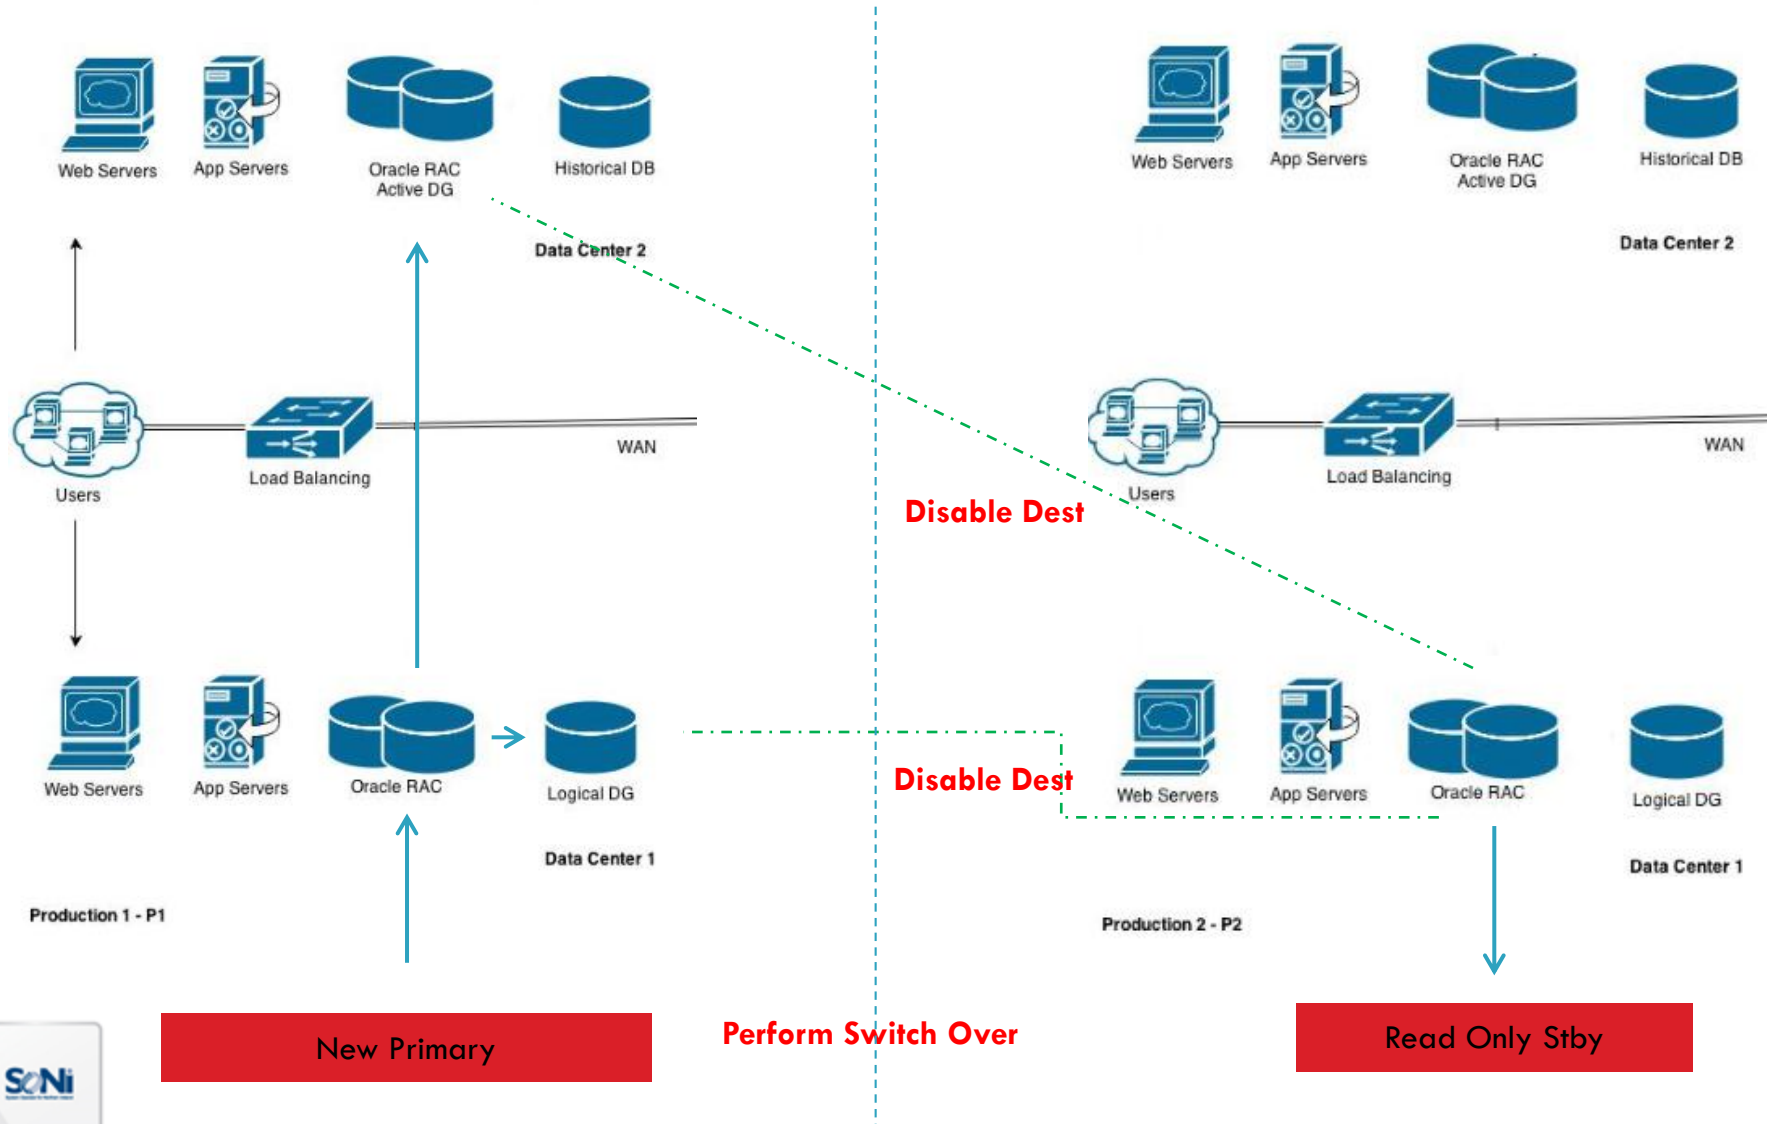 Web Servers
App Servers
Oracle RAC
Active DG
Historical DB
Data Center 2
Users
Load Balancing
WAN
Web Servers
App Servers
Oracle RAC
Logical DG
Data Center 1
Production 1 - P1
New Primary
Disable Dest
Disable Dest
Perform Switch Over
Web Servers
App Servers
Oracle RAC
Active DG
Historical DB
Data Center 2
Users
Load Balancing
WAN
Web Servers
App Servers
Oracle RAC
Logical DG
Data Center 1
Production 2 - P2
Read Only Stby
SONi